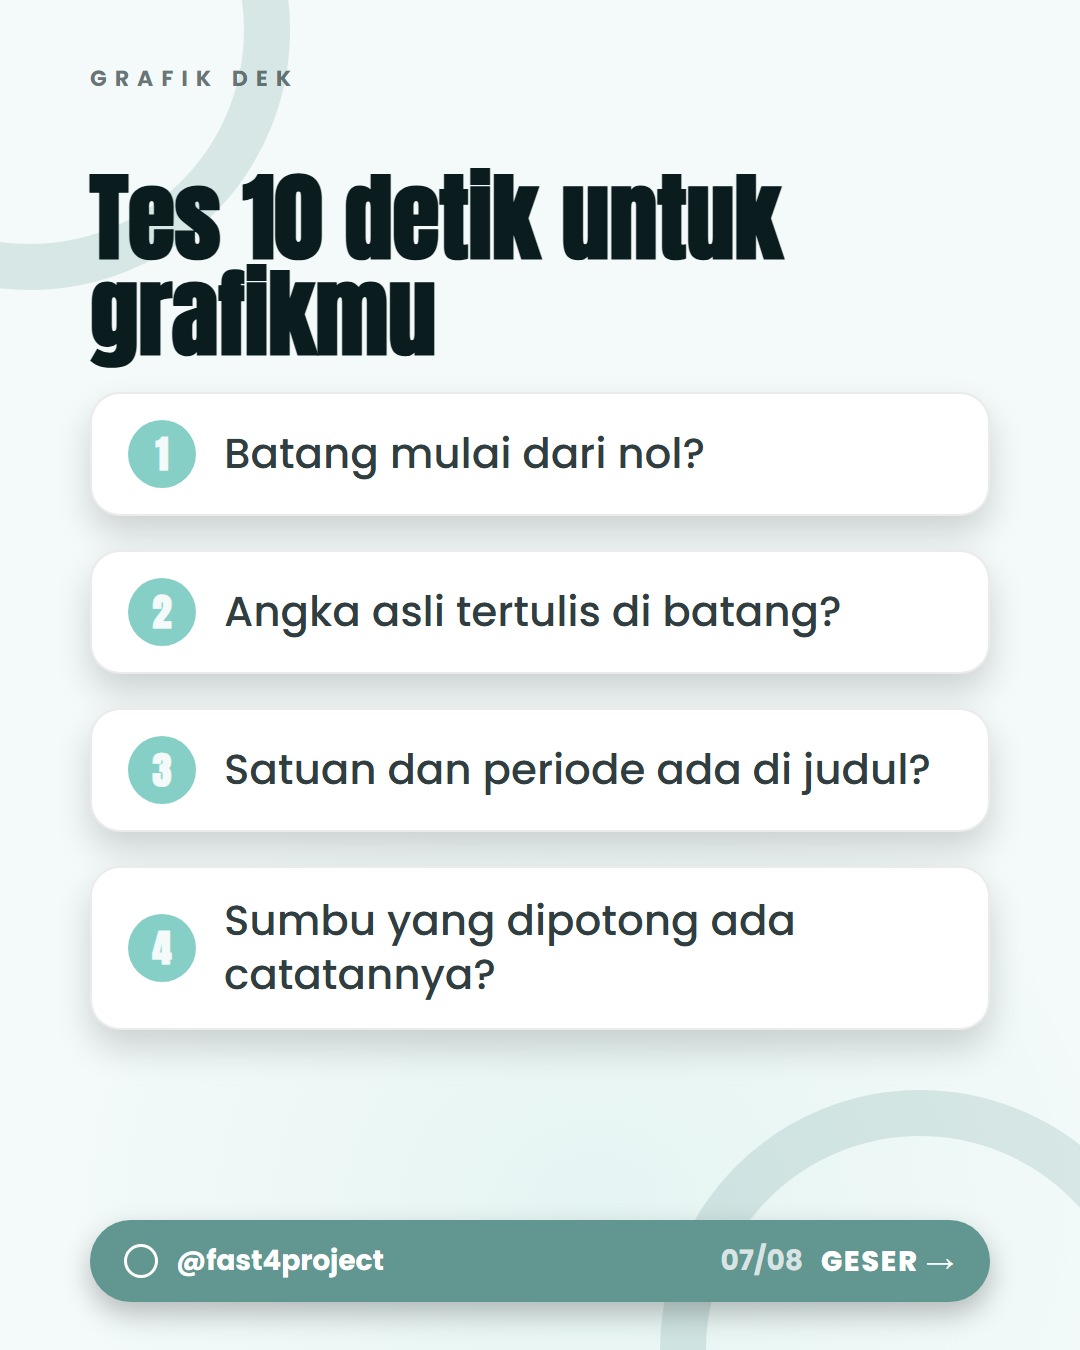 GRAFIK DEK
Tes 10 detik untuk
grafikmu
1 Batang mulai dari nol?
2 Angka asli tertulis di batang?
3 Satuan dan periode ada di judul?
4 Sumbu yang dipotong ada
catatannya?
@fast4project 07/08 GESER →